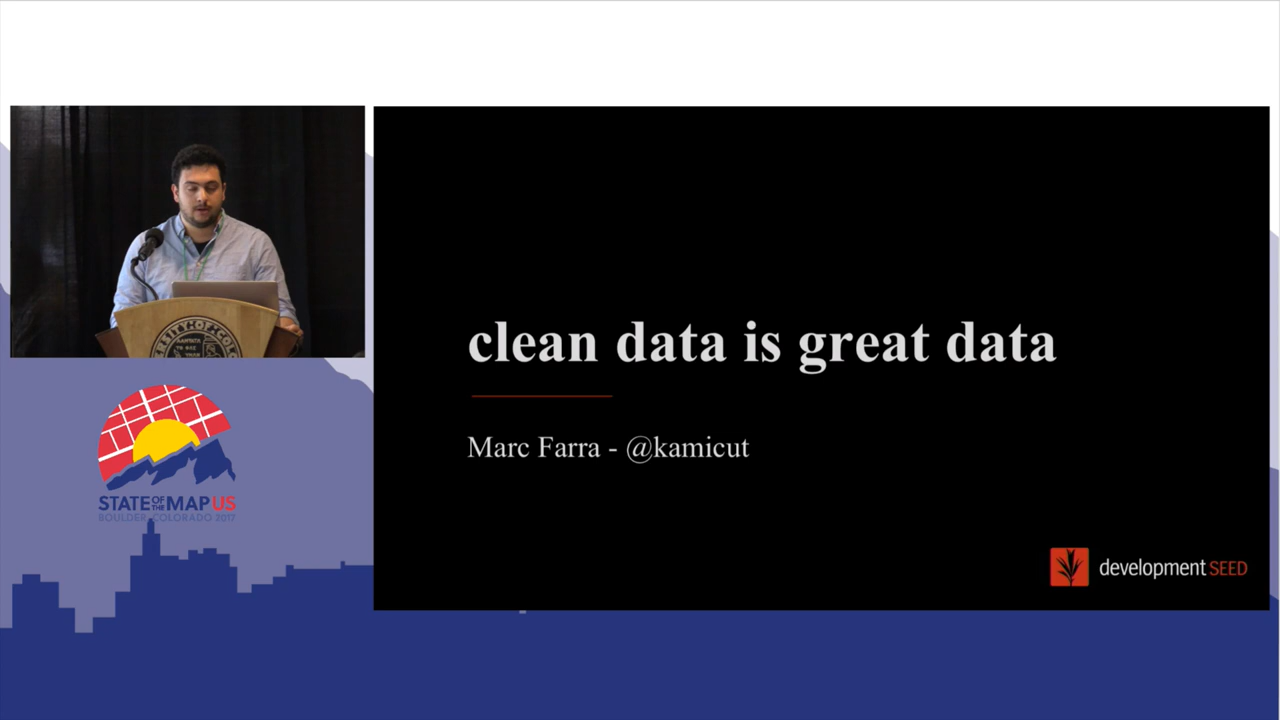 clean data is great data
Marc Farra - @kamicut
development SEED
STATE OF THE MAP US
BOULDER, COLORADO 2017